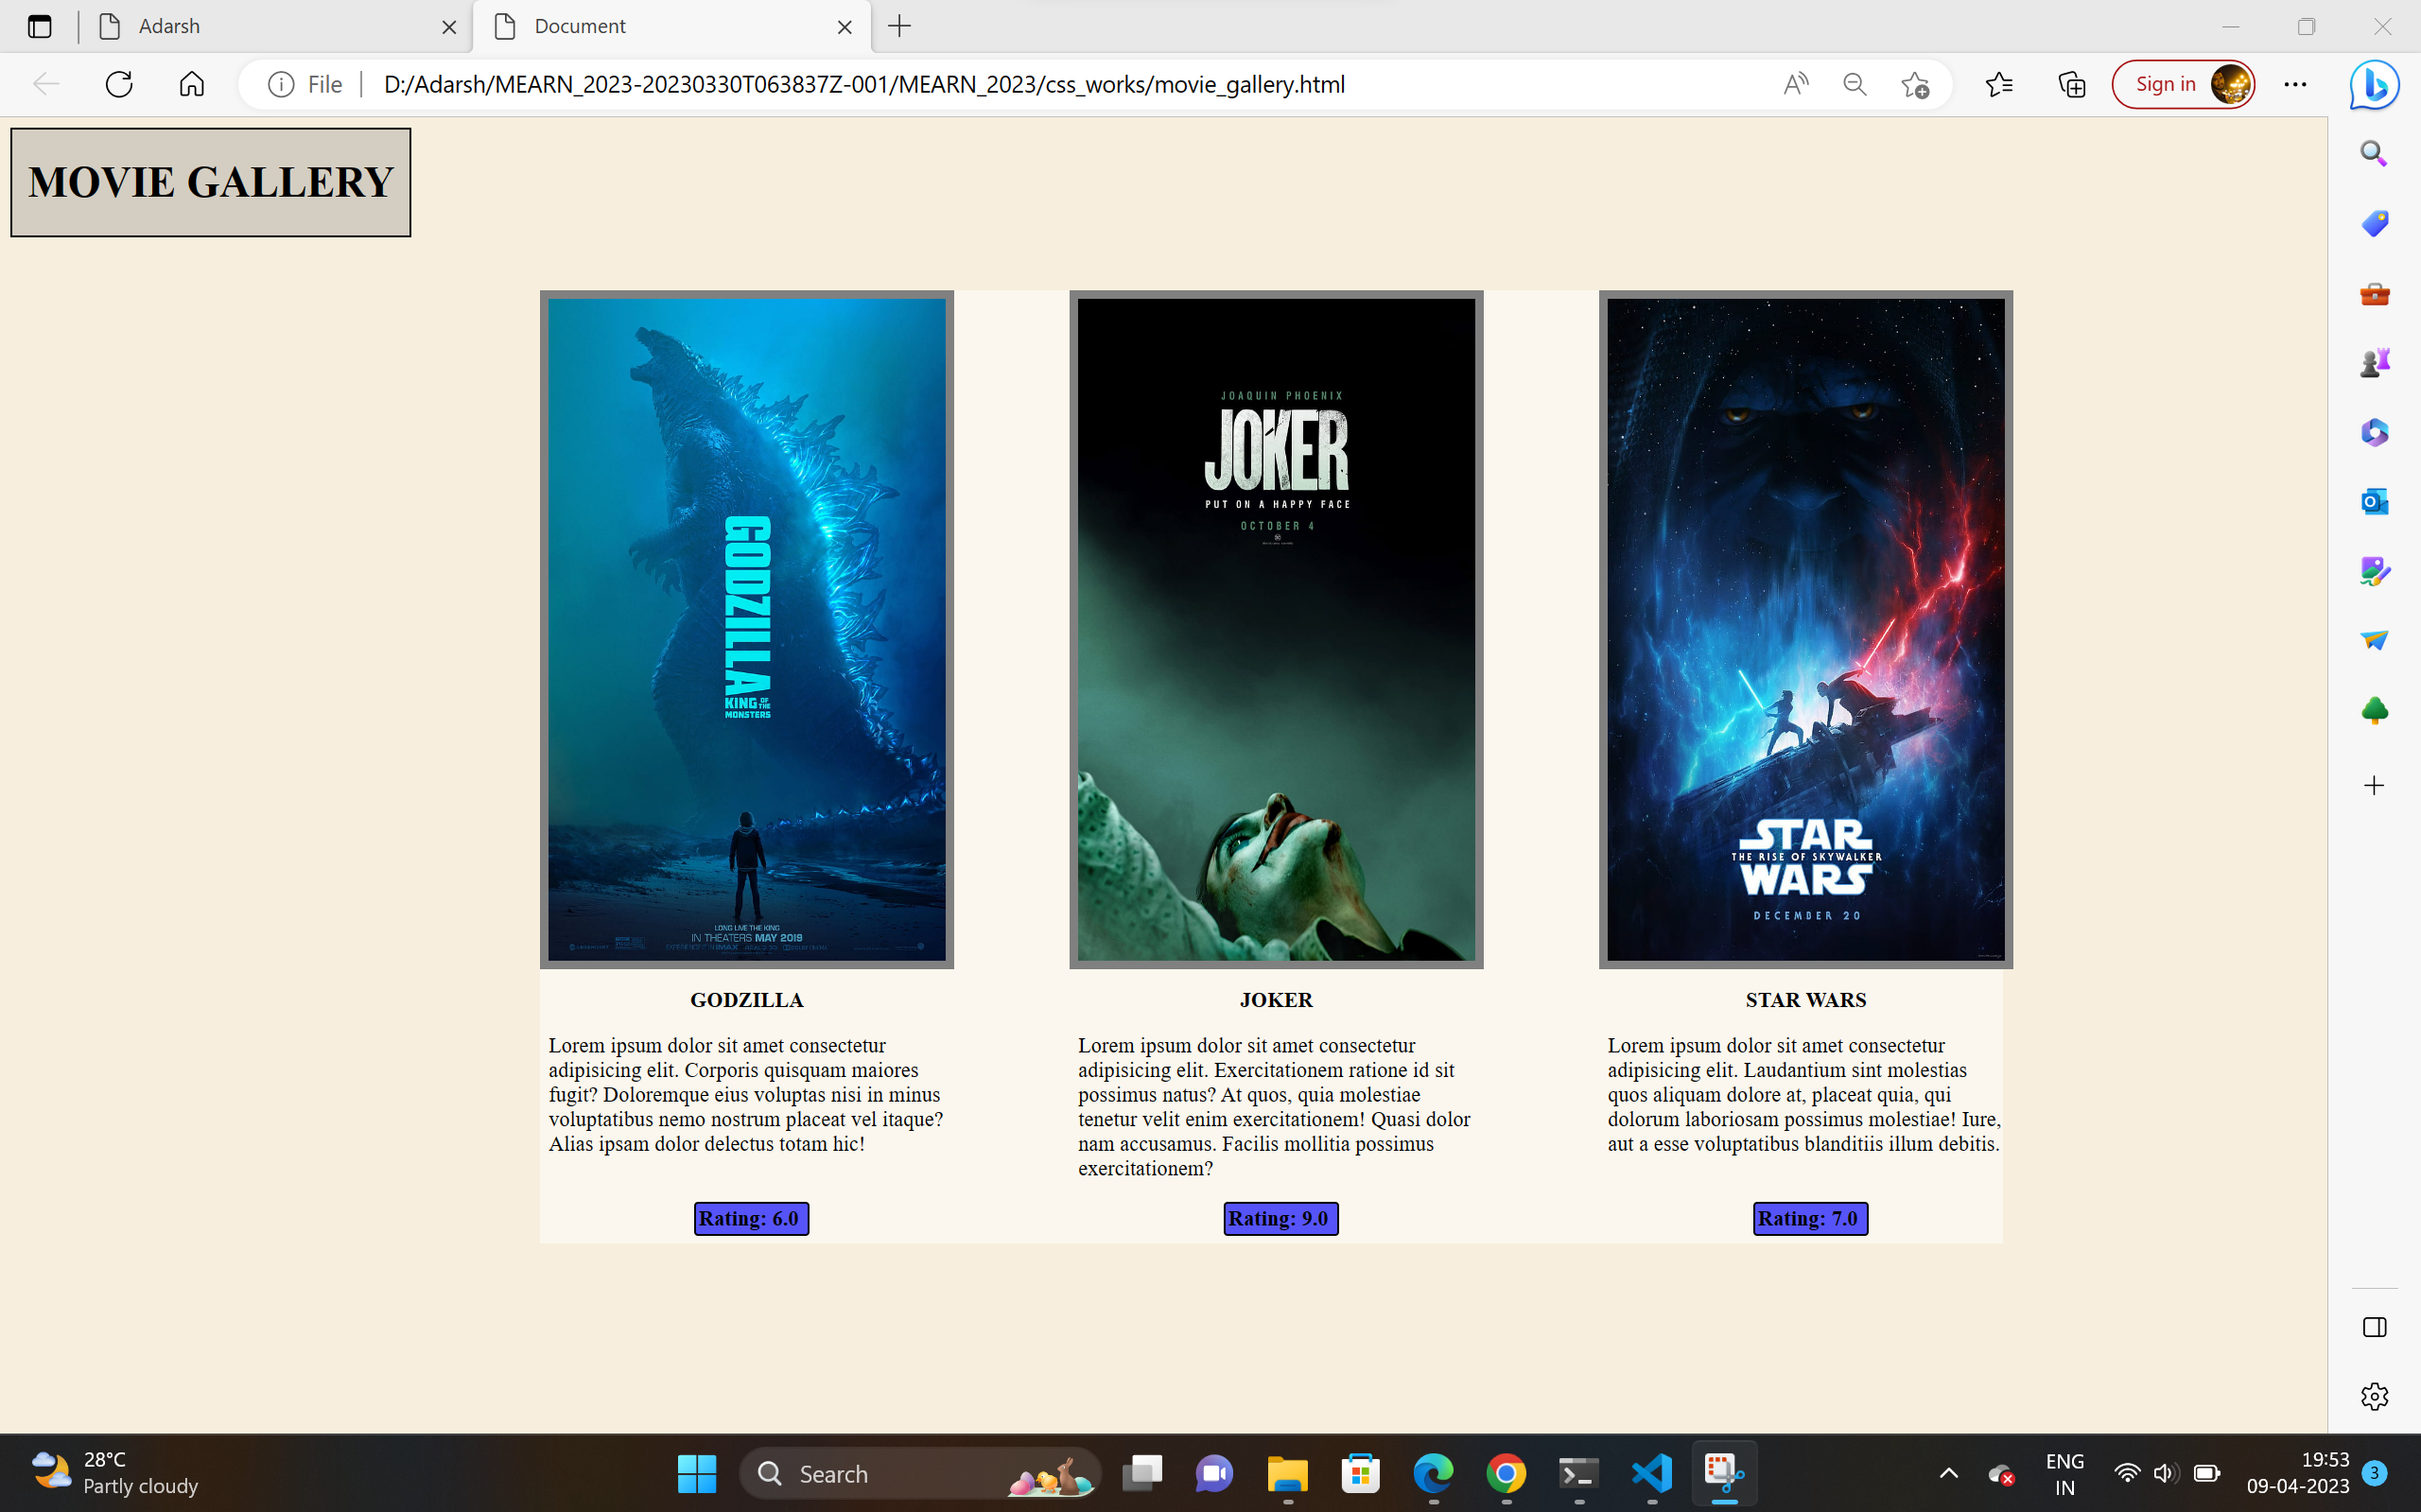 Adarsh
Document
File
D:/Adarsh/MEARN_2023-20230330T063837Z-001/MEARN_2023/css_works/movie_gallery.html
Sign in
MOVIE GALLERY
GODZILLA
KING OF THE
MONSTERS
LONG LIVE THE KING
IN THEATERS MAY 2019
JOAQUIN PHOENIX
JOKER
PUT ON A HAPPY FACE
OCTOBER 4
STAR
THE RISE OF SKYWALKER
WARS
DECEMBER 20
GODZILLA
Lorem ipsum dolor sit amet consectetur
adipisicing elit. Corporis quisquam maiores
fugit? Doloremque eius voluptas nisi in minus
voluptatibus nemo nostrum placeat vel itaque?
Alias ipsam dolor delectus totam hic!
Rating: 6.0
JOKER
Lorem ipsum dolor sit amet consectetur
adipisicing elit. Exercitationem ratione id sit
possimus natus? At quos, quia molestiae
tenetur velit enim exercitationem! Quasi dolor
nam accusamus. Facilis mollitia possimus
exercitationem?
Rating: 9.0
STAR WARS
Lorem ipsum dolor sit amet consectetur
adipisicing elit. Laudantium sint molestias
quos aliquam dolore at, placeat quia, qui
dolorum laboriosam possimus molestiae! Iure,
aut a esse voluptatibus blanditiis illum debitis.
Rating: 7.0
28°C
Partly cloudy
Search
ENG
IN
19:53
09-04-2023
3